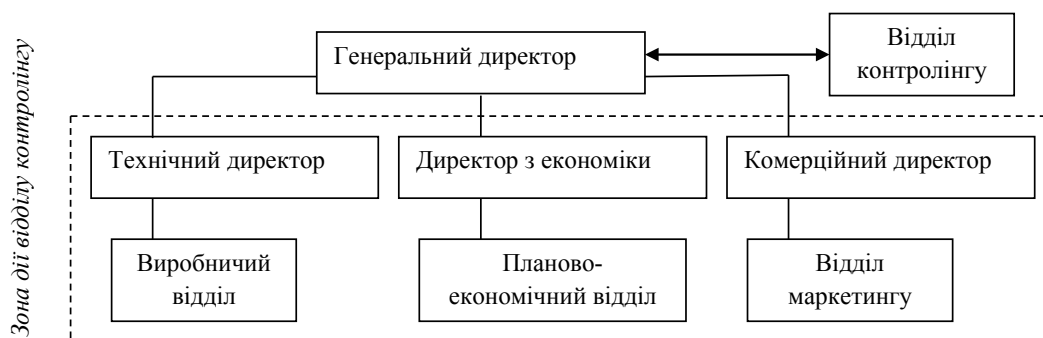 Зона дії відділу контролінгу
Генеральний директор
Відділ
контролінгу
Технічний директор
Директор з економіки
Комерційний директор
Виробничий
відділ
Планово-
економічний відділ
Відділ
маркетингу